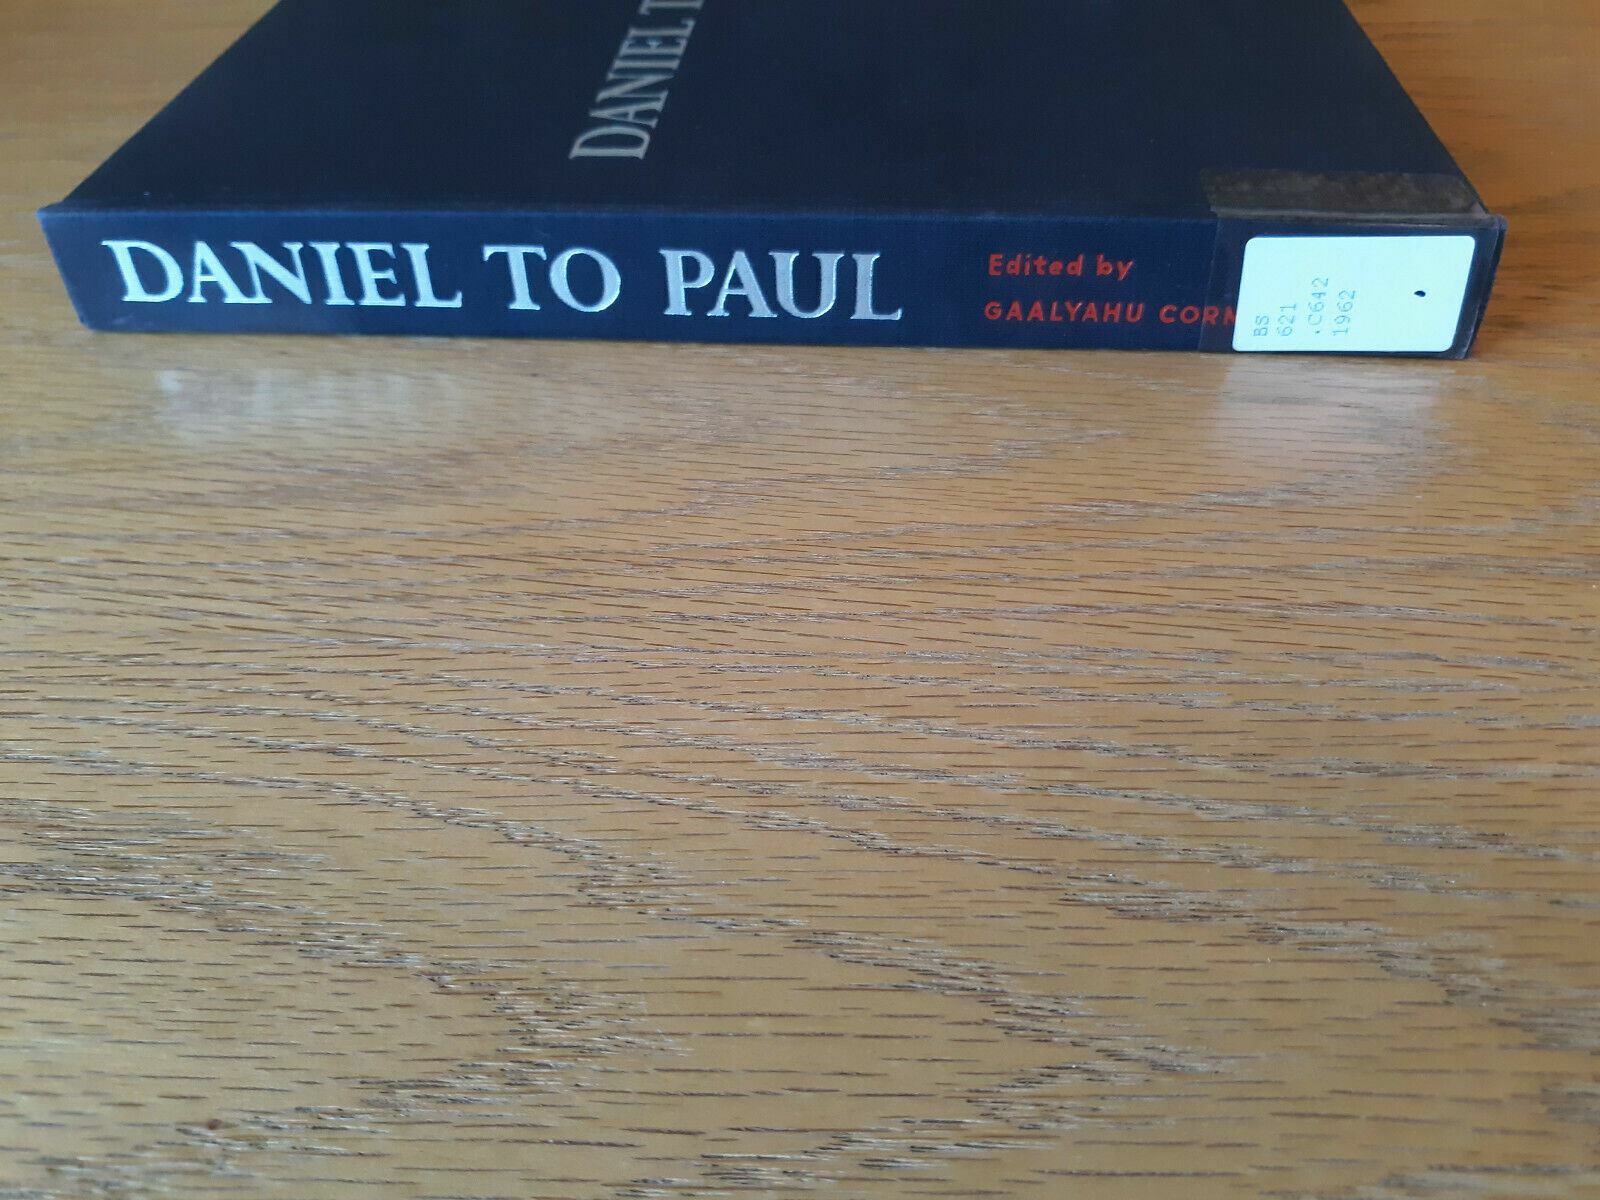 DANIEL T
DANIEL TO PAUL
Edited by
GAALYAHU CORN
BS
621
.C642
1962